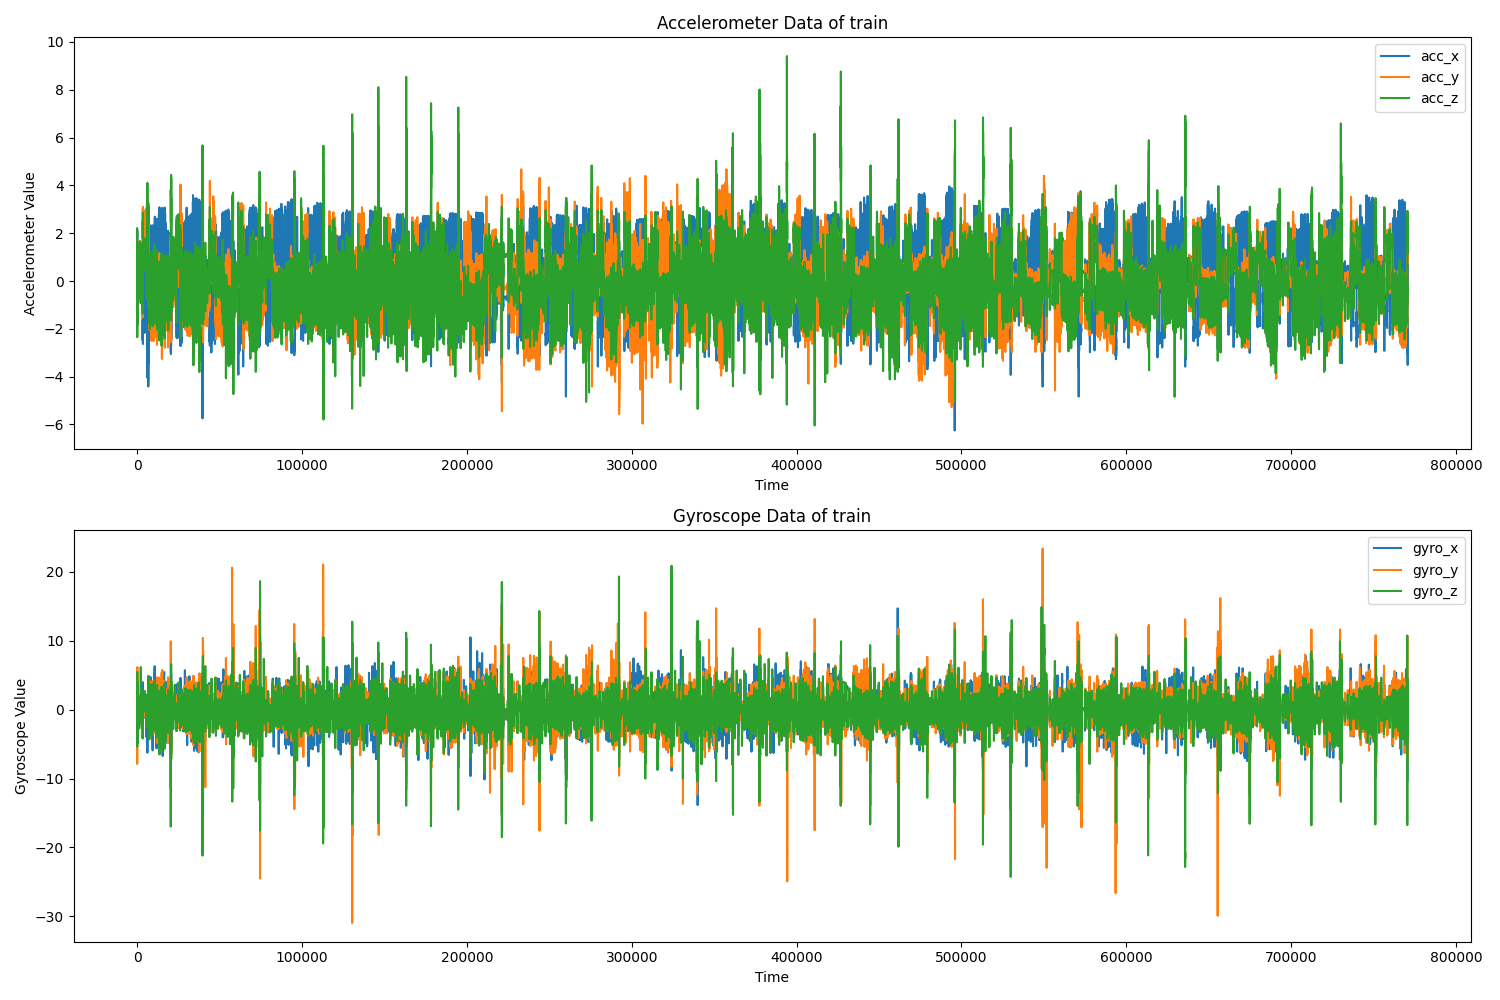 Accelerometer Data of train
acc_x
acc_y
acc_z
Accelerometer Value
10
8
6
4
2
0
−2
−4
−6
0 100000 200000 300000 400000 500000 600000 700000 800000
Time
Gyroscope Data of train
gyro_x
gyro_y
gyro_z
Gyroscope Value
20
10
0
−10
−20
−30
0 100000 200000 300000 400000 500000 600000 700000 800000
Time